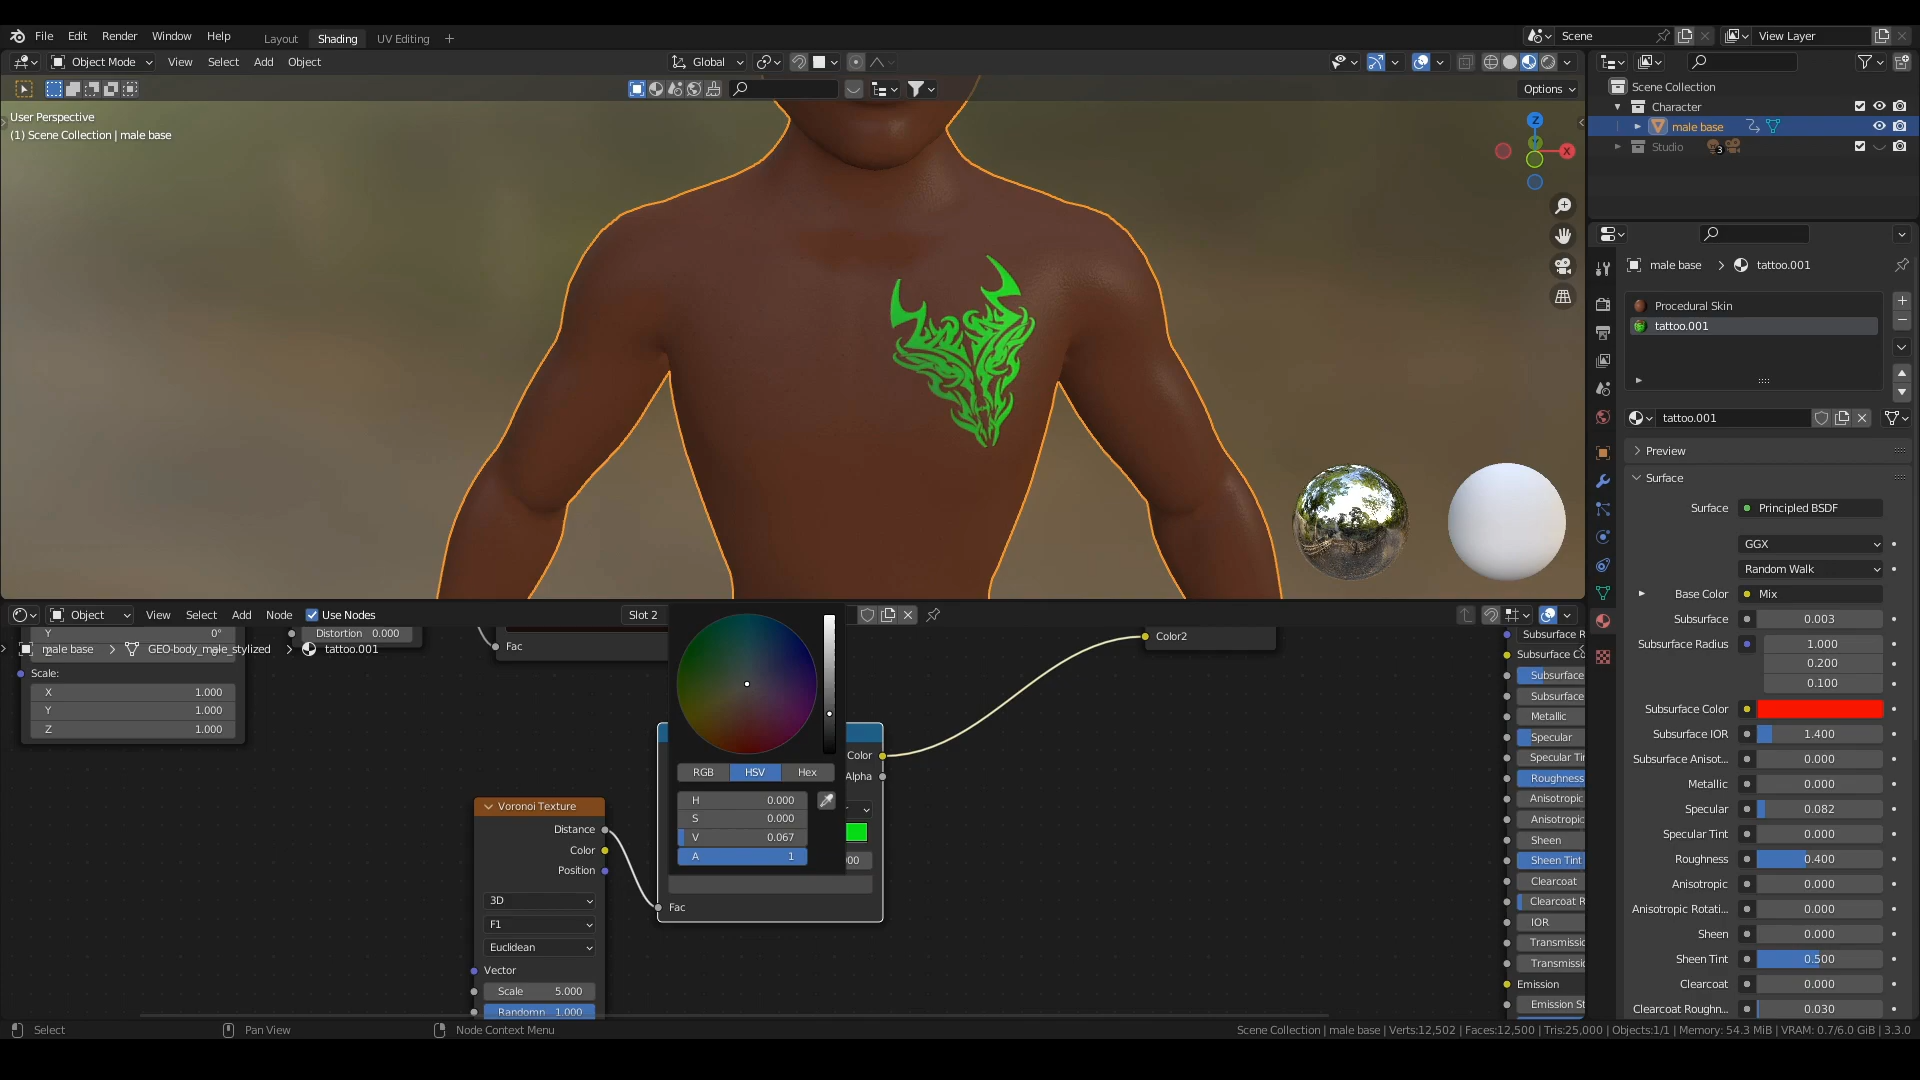 File Edit Render Window Help Layout Shading UV Editing + Scene View Layer
Object Mode View Select Add Object Global
Options
User Perspective
(1) Scene Collection | male base
Z
X
Scene Collection
Character
male base
Studio 3
male base > tattoo.001
Procedural Skin
tattoo.001
tattoo.001
Preview
Surface
Surface Principled BSDF
GGX
Random Walk
Base Color Mix
Subsurface 0.003
Subsurface Radius 1.000
0.200
0.100
Subsurface Color
Subsurface IOR 1.400
Subsurface Anisot... 0.000
Metallic 0.000
Specular 0.082
Specular Tint 0.000
Roughness 0.400
Anisotropic 0.000
Anisotropic Rotati... 0.000
Sheen 0.000
Sheen Tint 0.500
Clearcoat 0.000
Clearcoat Roughn... 0.030
Object View Select Add Node Use Nodes Slot 2
Y 0°
male base > GEO-body_male_stylized > tattoo.001
Scale:
X 1.000
Y 1.000
Z 1.000
Distortion 0.000
Fac
Voronoi Texture
Distance
Color
Position
3D
F1
Euclidean
Vector
Scale 5.000
Randomn 1.000
RGB HSV Hex
H 0.000
S 0.000
V 0.067
A 1
Color
Alpha
00
Fac
Color2
Subsurface R
Subsurface Co
Subsurface
Subsurface
Metallic
Specular
Specular Tin
Roughness
Anisotropic
Anisotropic
Sheen
Sheen Tint
Clearcoat
Clearcoat R
IOR
Transmissio
Transmissio
Emission
Emission St
Select Pan View Node Context Menu
Scene Collection | male base | Verts:12,502 | Faces:12,500 | Tris:25,000 | Objects:1/1 | Memory: 54.3 MiB | VRAM: 0.7/6.0 GiB | 3.3.0